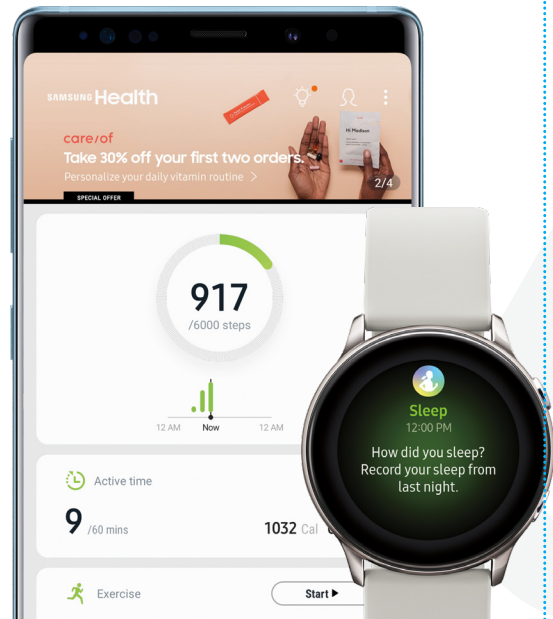 SAMSUNG Health
care/of
Take 30% off your first two orders.
Personalize your daily vitamin routine >
SPECIAL OFFER
Hi Madison
2/4
917
/6000 steps
12 AM Now 12 AM
Active time
9 /60 mins
1032 Cal
Exercise
Start
Sleep
12:00 PM
How did you sleep?
Record your sleep from
last night.